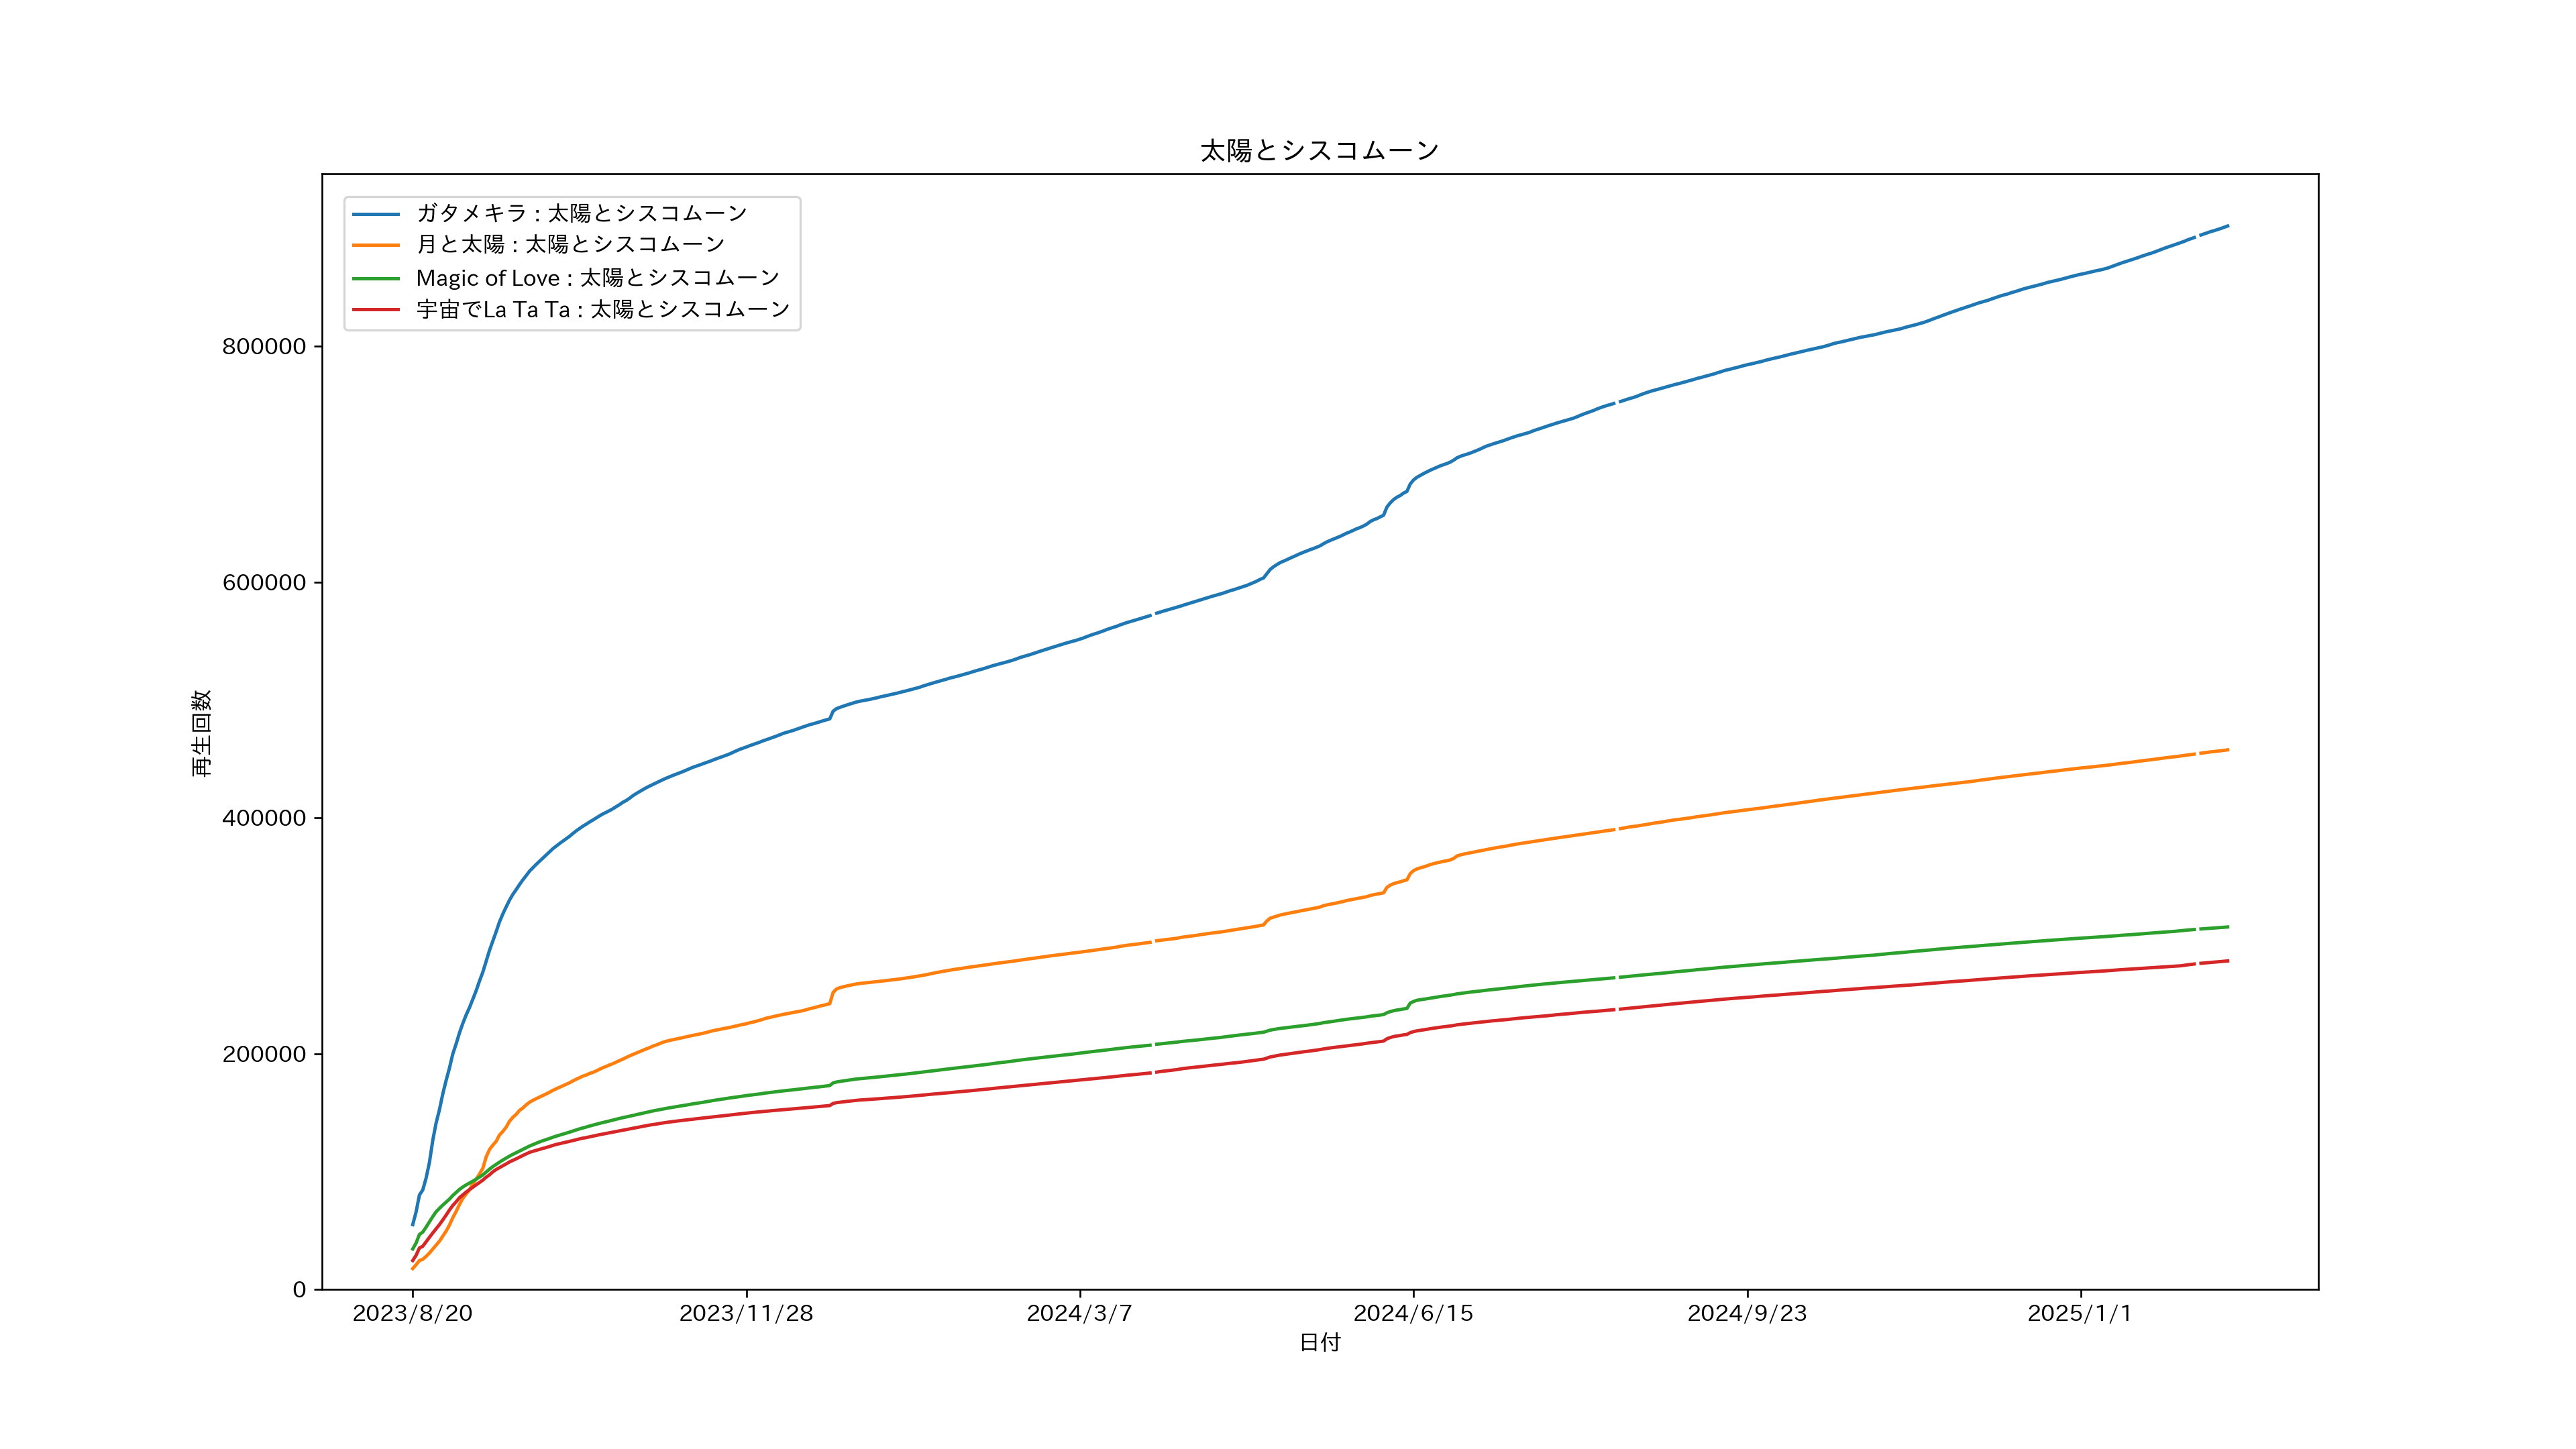 太陽とシスコムーン
ガタメキラ : 太陽とシスコムーン
月と太陽 : 太陽とシスコムーン
Magic of Love : 太陽とシスコムーン
宇宙でLa Ta Ta : 太陽とシスコムーン
800000
600000
400000
200000
0
再生回数
2023/8/20 2023/11/28 2024/3/7 2024/6/15 2024/9/23 2025/1/1
日付